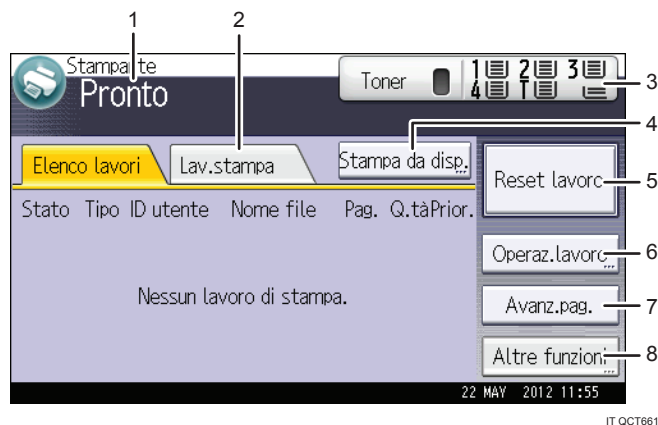 1
2
Stampante
Pronto
Toner
1 2 3
4 T
3
4
Elenco lavori
Lav.stampa
Stampa da disp.
Reset lavoro
5
Stato Tipo ID utente Nome file Pag. Q.tàPrior.
Operaz.lavoro
6
Nessun lavoro di stampa.
Avanz.pag.
7
Altre funzioni
8
22 MAY 2012 11:55
IT QCT661